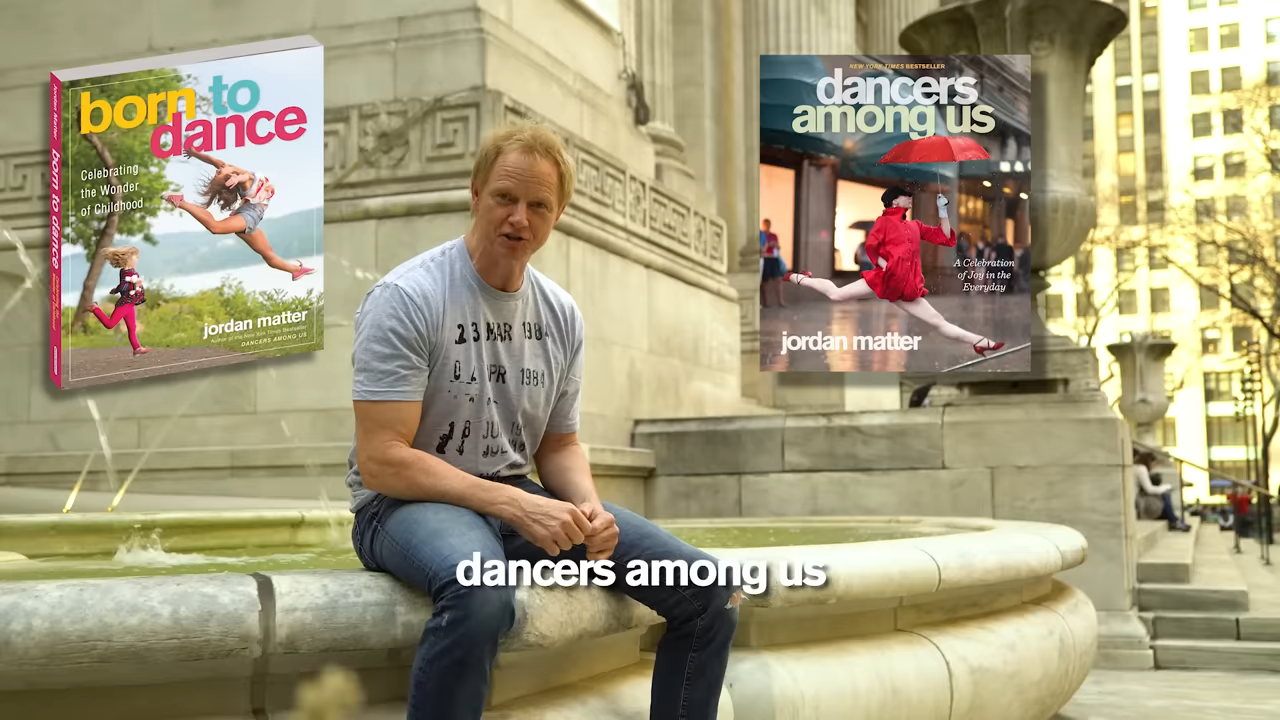 born to
dance
Celebrating
the Wonder
of Childhood
jordan matter
Author of the New York Times Bestseller
DANCERS AMONG US
Jordan Matter
born to dance
NEW YORK TIMES BESTSELLER
dancers
among us
A Celebration
of Joy in the
Everyday
jordan matter
23 MAR 1984
APR 1984
dancers among us